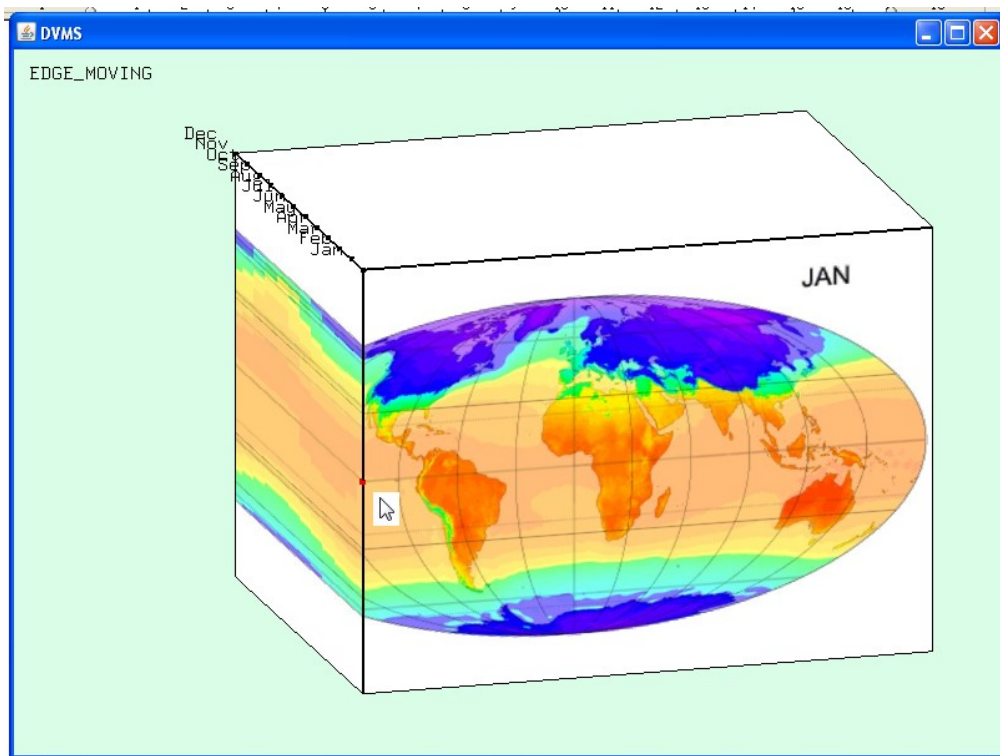 DVMS
EDGE_MOVING
Dec
Nov
Oct
Sep
Aug
Jul
Jun
May
Apr
Mar
Feb
Jan
JAN